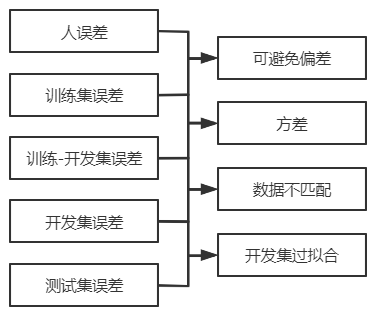 人误差
训练集误差
训练-开发集误差
开发集误差
测试集误差
可避免偏差
方差
数据不匹配
开发集过拟合